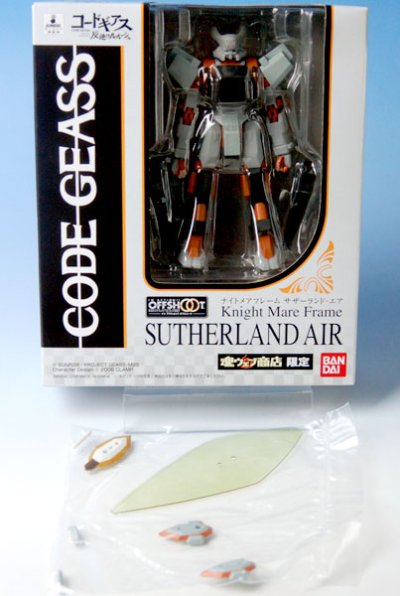 コードギアス
反逆のルルーシュ
CODE GEASS
OFFSHOOT
ナイトメアフレーム サザーランド・エア
Knight Mare Frame
SUTHERLAND AIR
魂ウェブ商店 限定
BAN
DAI